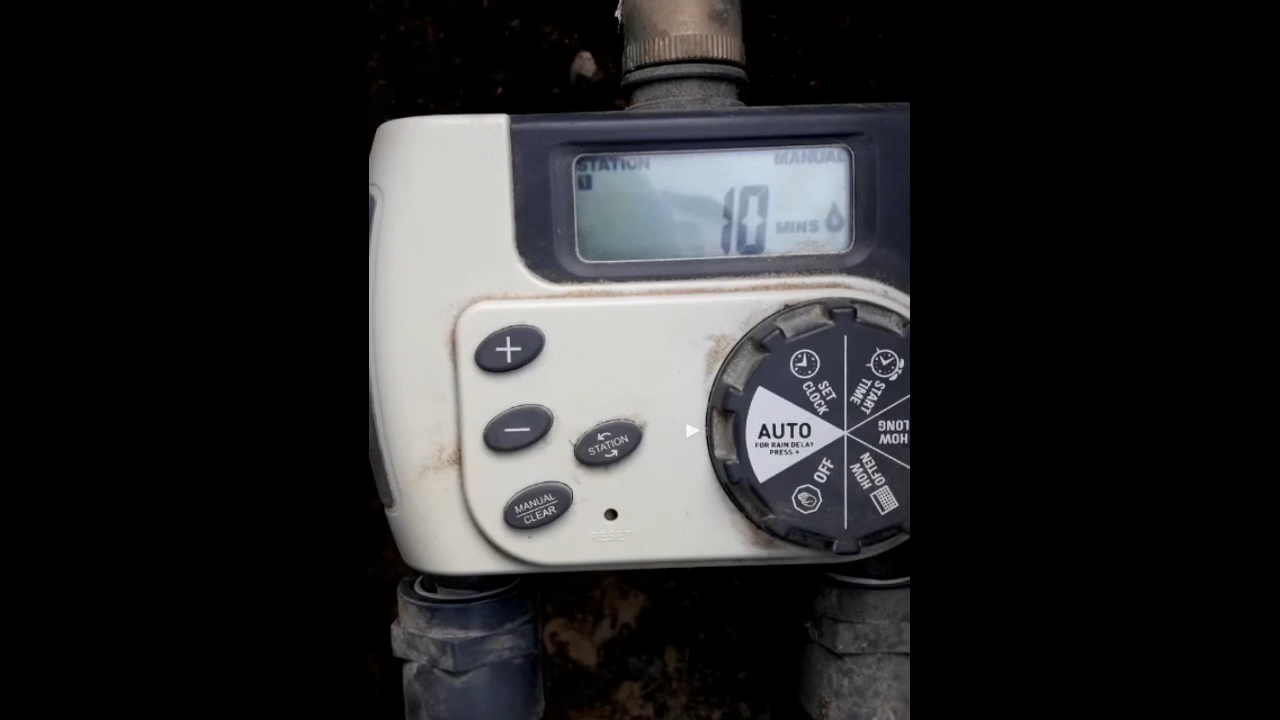 STATION
MANUAL
1
10 MINS
+
−
STATION
MANUAL
CLEAR
RESET
SET
CLOCK
START
TIME
AUTO
FOR RAIN DELAY
PRESS +
HOW
LONG
OFF
HOW
OFTEN